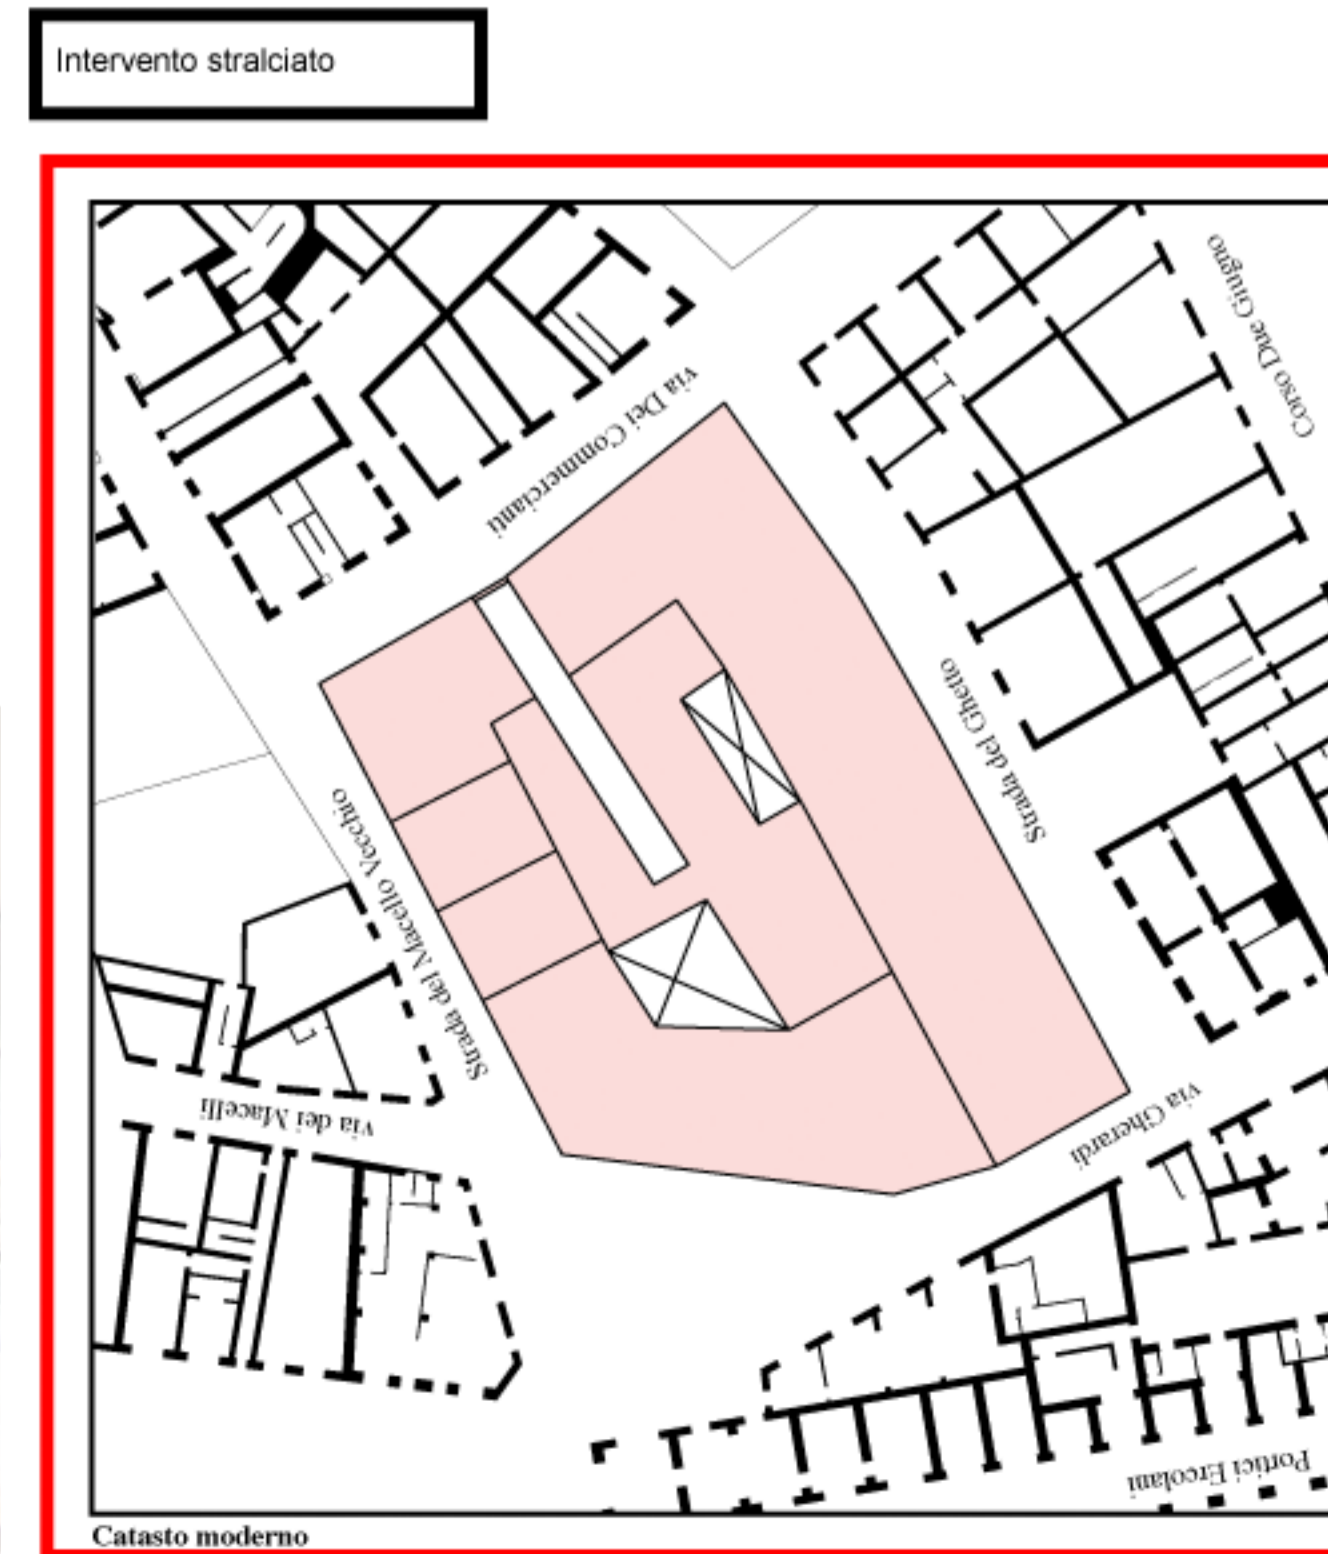 Intervento stralciato
Corso Due Giugno
via Dei Commercianti
Strada del Ghetto
Strada del Macello Vecchio
via dei Macelli
via Gherardi
Portici Ercolani
Catasto moderno